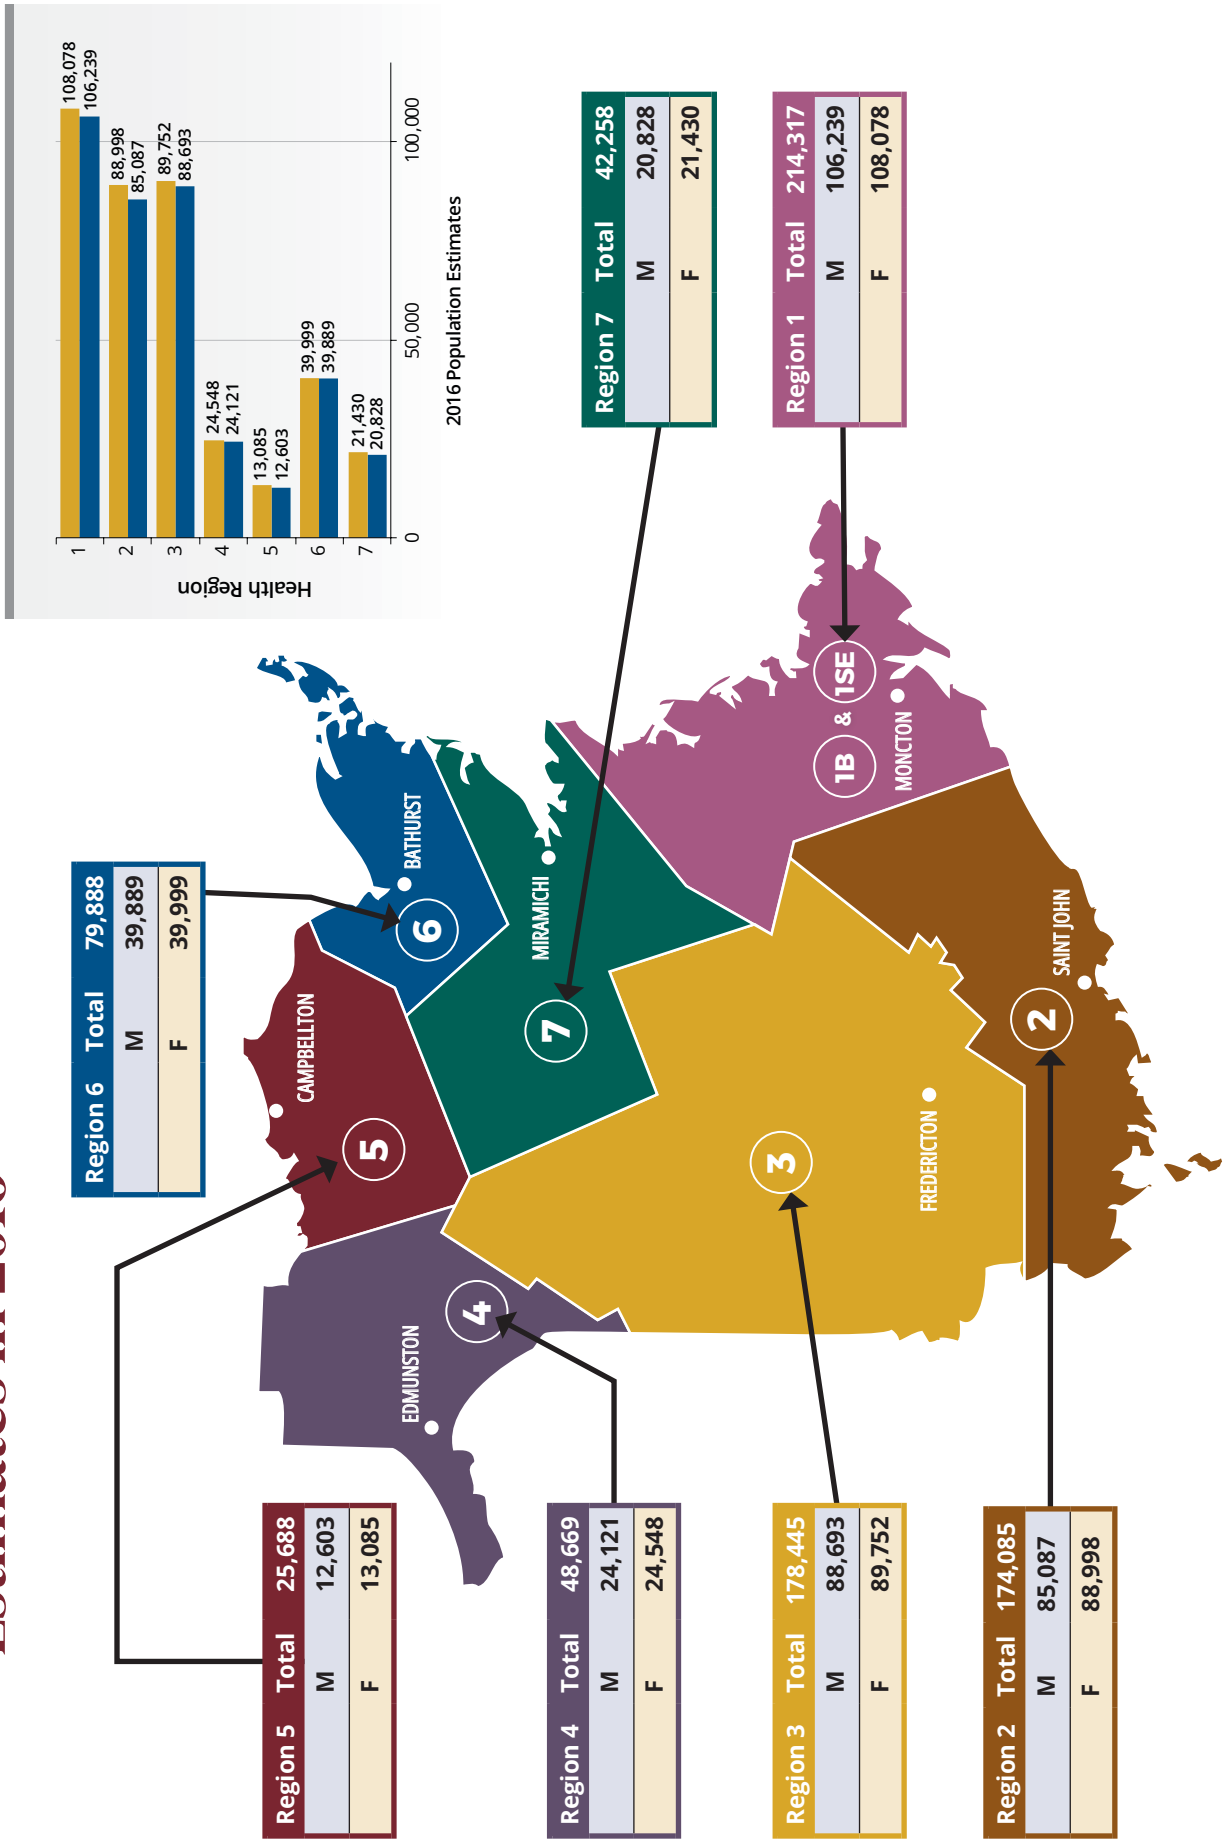 Estimates in 2016
Region 6 Total 79,888
M 39,889
F 39,999
Region 5 Total 25,688
M 12,603
F 13,085
Region 4 Total 48,669
M 24,121
F 24,548
Region 3 Total 178,445
M 88,693
F 89,752
Region 2 Total 174,085
M 85,087
F 88,998
CAMPBELLTON
5
EDMUNSTON
4
BATHURST
6
MIRAMICHI
7
3
FREDERICTON
1B & 1SE
MONCTON
2
SAINT JOHN
Health Region
1
108,078
106,239
2
88,998
85,087
3
89,752
88,693
4
24,548
24,121
5
13,085
12,603
6
39,999
39,889
7
21,430
20,828
0 50,000 100,000
2016 Population Estimates
Region 7 Total 42,258
M 20,828
F 21,430
Region 1 Total 214,317
M 106,239
F 108,078